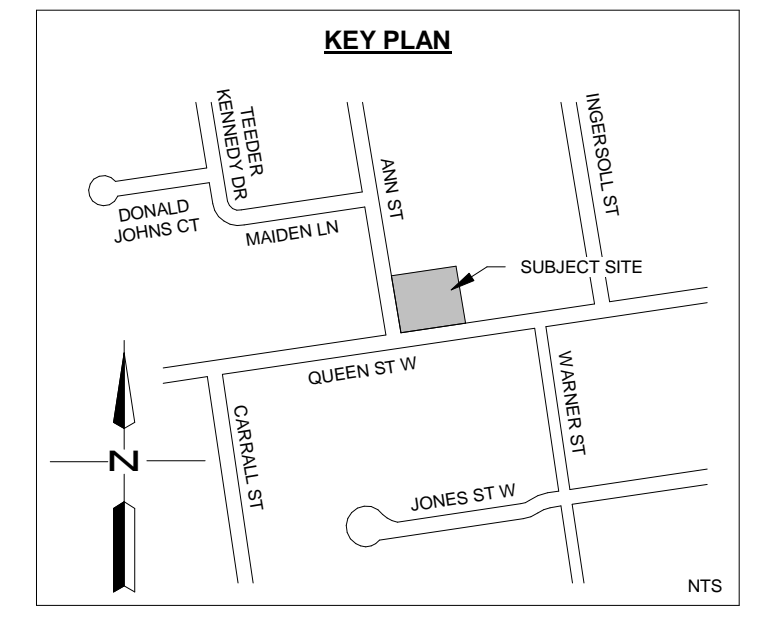 KEY PLAN
TEEDER
KENNEDY DR
ANN ST
INGERSOLL ST
DONALD
JOHNS CT
MAIDEN LN
SUBJECT SITE
QUEEN ST W
WARNER ST
CARRALL ST
N
JONES ST W
NTS